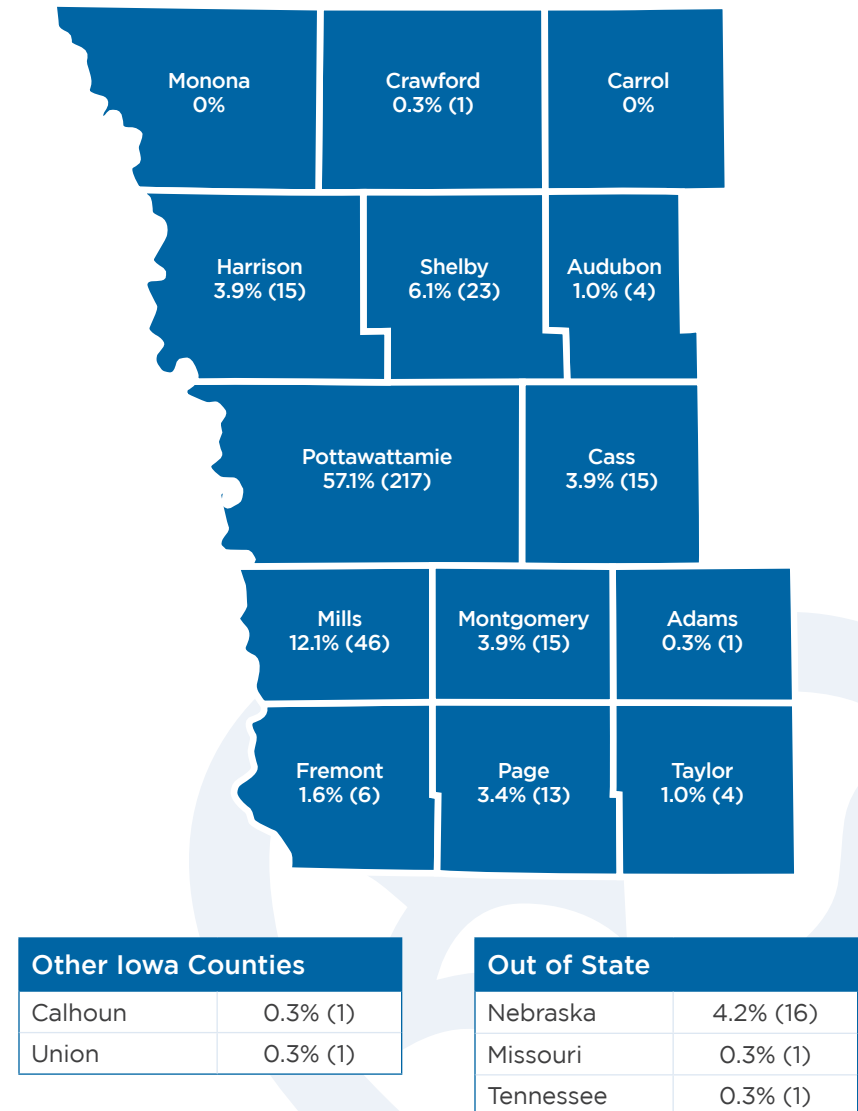 Monona
0%
Crawford
0.3% (1)
Carrol
0%
Harrison
3.9% (15)
Shelby
6.1% (23)
Audubon
1.0% (4)
Pottawattamie
57.1% (217)
Cass
3.9% (15)
Mills
12.1% (46)
Montgomery
3.9% (15)
Adams
0.3% (1)
Fremont
1.6% (6)
Page
3.4% (13)
Taylor
1.0% (4)
Other Iowa Counties
Calhoun 0.3% (1)
Union 0.3% (1)
Out of State
Nebraska 4.2% (16)
Missouri 0.3% (1)
Tennessee 0.3% (1)